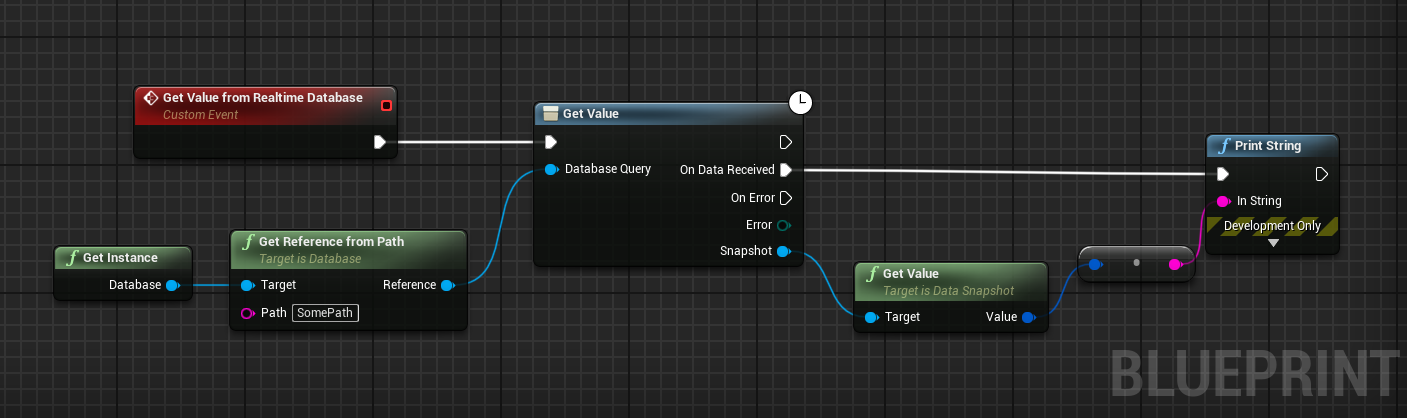 Get Value from Realtime Database
Custom Event
Get Value
Database Query
On Data Received
On Error
Error
Snapshot
Print String
In String
Development Only
Get Instance
Database
Get Reference from Path
Target is Database
Target
Reference
Path
SomePath
Get Value
Target is Data Snapshot
Target
Value
BLUEPRINT